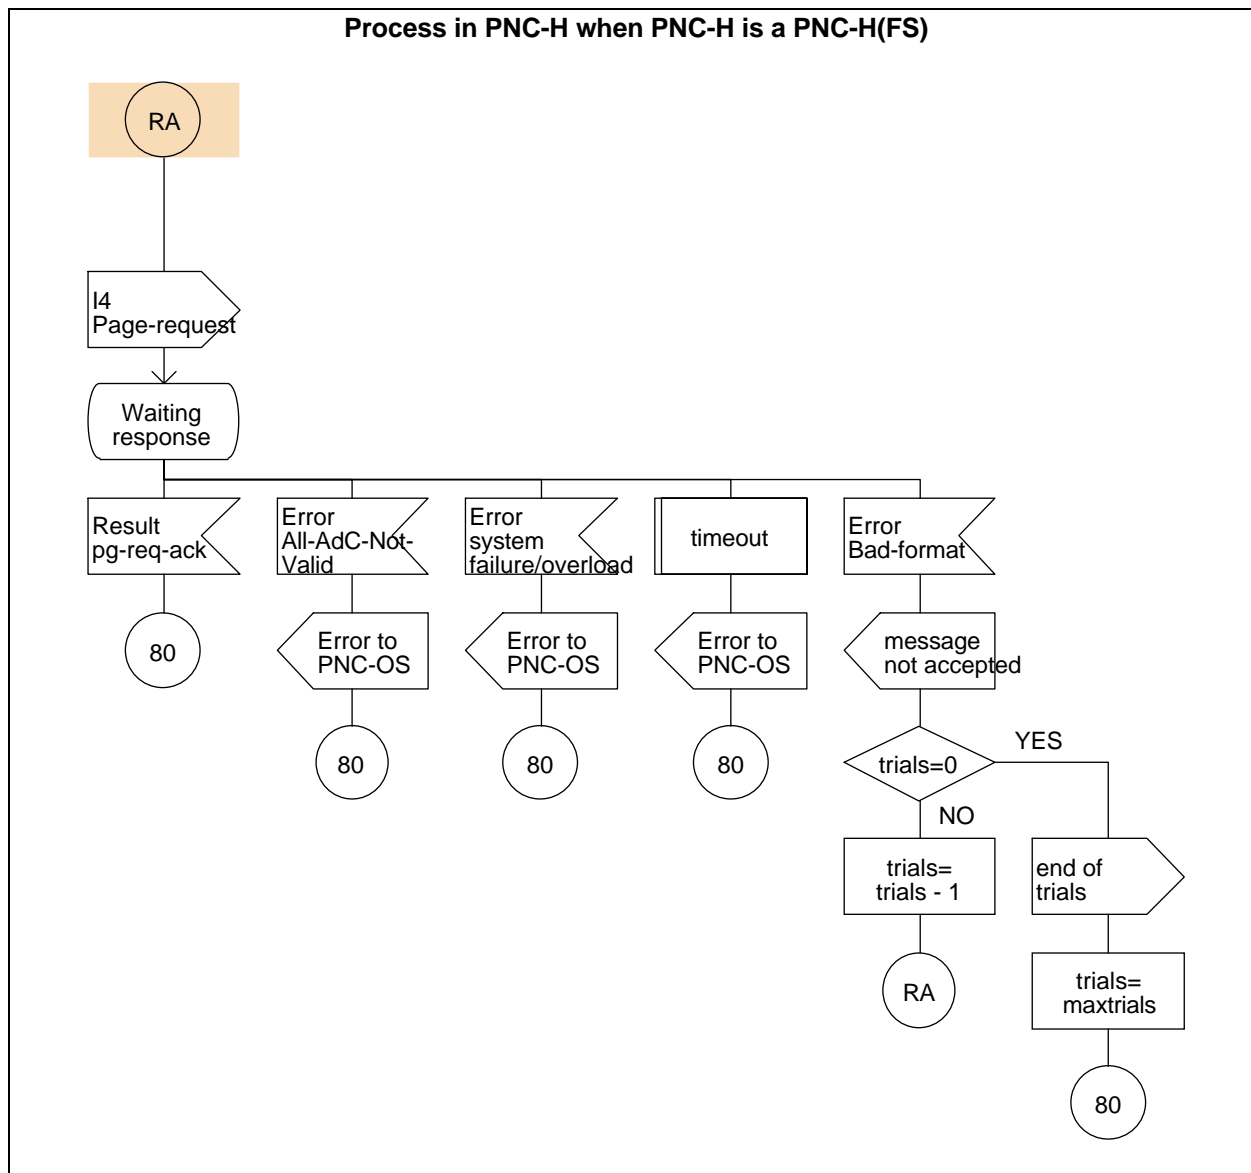 Process in PNC-H when PNC-H is a PNC-H(FS)
RA
I4
Page-request
Waiting
response
Result
pg-req-ack
Error
All-AdC-Not-
Valid
Error
system
failure/overload
timeout
Error
Bad-format
80
Error to
PNC-OS
Error to
PNC-OS
Error to
PNC-OS
message
not accepted
80
80
80
trials=0
YES
NO
trials=
trials - 1
end of
trials
RA
trials=
maxtrials
80